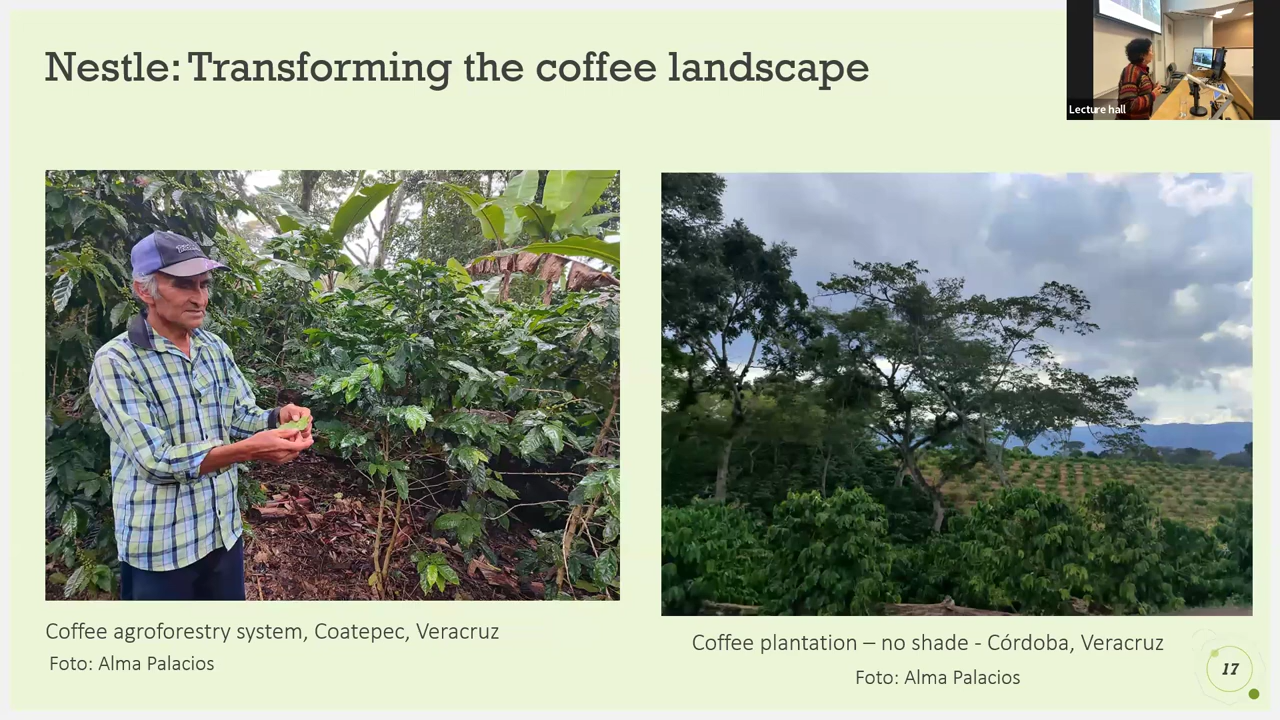 Nestle: Transforming the coffee landscape
Lecture hall
Coffee agroforestry system, Coatepec, Veracruz
Foto: Alma Palacios
Coffee plantation – no shade - Córdoba, Veracruz
Foto: Alma Palacios
17